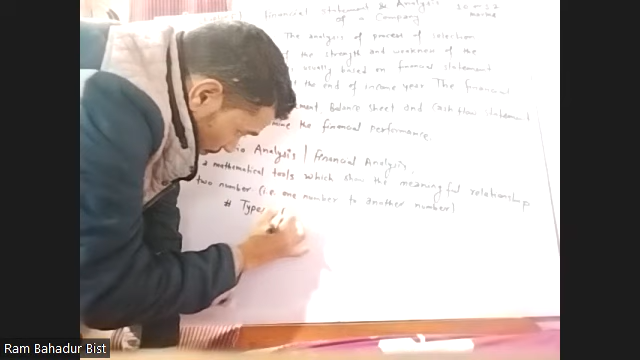 financial statement & Analysis
of a Company
The analysis of process of selection
of the strength and weakness of the
usually based on financial statement
the end of income year. The financial
Balance sheet and cashflow statement
the financial performance.
Analysis | Financial Analysis,
mathematical tools which show the meaningful relationship
two number (i.e. one number to another number)
# Types
Ram Bahadur Bist